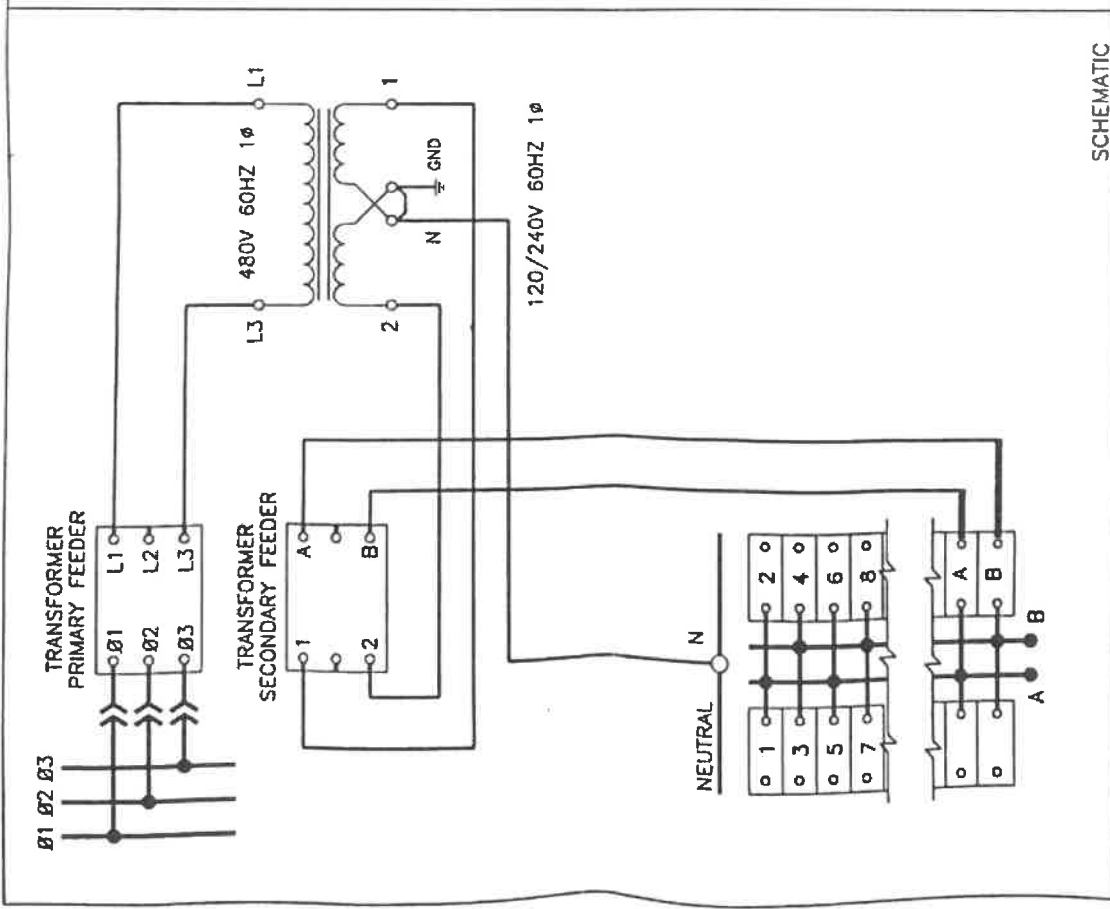 TRANSFORMER
PRIMARY FEEDER
Ø1 Ø2 Ø3
Ø1 L1
Ø2 L2
Ø3 L3
TRANSFORMER
SECONDARY FEEDER
1 A
2 B
L3 L1
480V 60HZ 1Ø
2 1
N
GND
120/240V 60HZ 1Ø
NEUTRAL
N
1 2
3 4
5 6
7 8
A
B
A B
SCHEMATIC